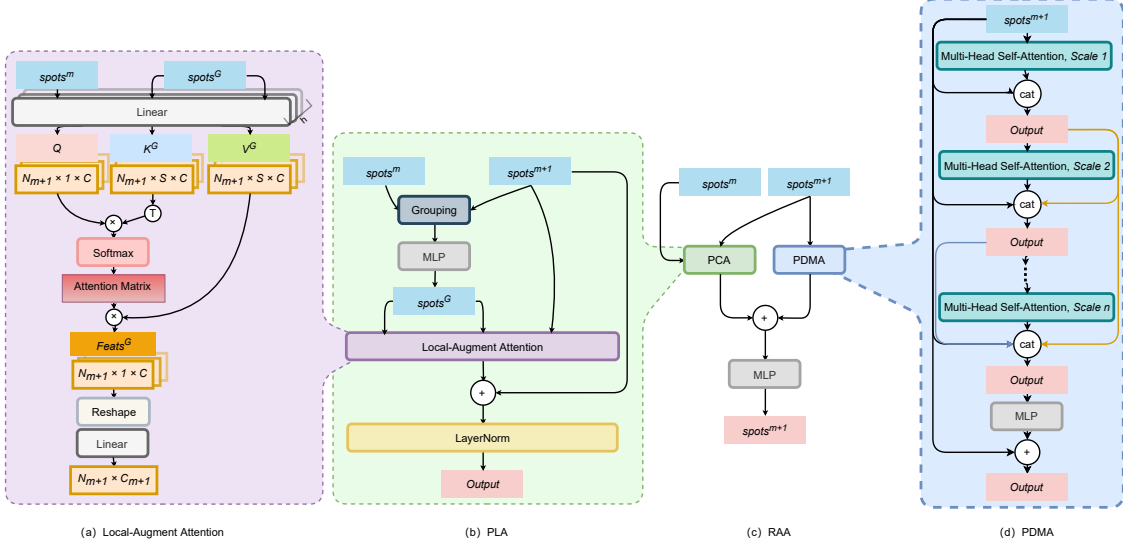 spots^m
spots^G
Linear
h
Q
K^G
V^G
N_{m+1} × 1 × C
N_{m+1} × S × C
N_{m+1} × S × C
×
T
Softmax
Attention Matrix
×
Feats^G
N_{m+1} × 1 × C
Reshape
Linear
N_{m+1} × C_{m+1}
(a) Local-Augment Attention
spots^m
spots^{m+1}
Grouping
MLP
spots^G
Local-Augment Attention
+
LayerNorm
Output
(b) PLA
spots^m
spots^{m+1}
PCA
PDMA
+
MLP
spots^{m+1}
(c) RAA
spots^{m+1}
Multi-Head Self-Attention, Scale 1
cat
Output
Multi-Head Self-Attention, Scale 2
cat
Output
Multi-Head Self-Attention, Scale n
cat
Output
MLP
+
Output
(d) PDMA